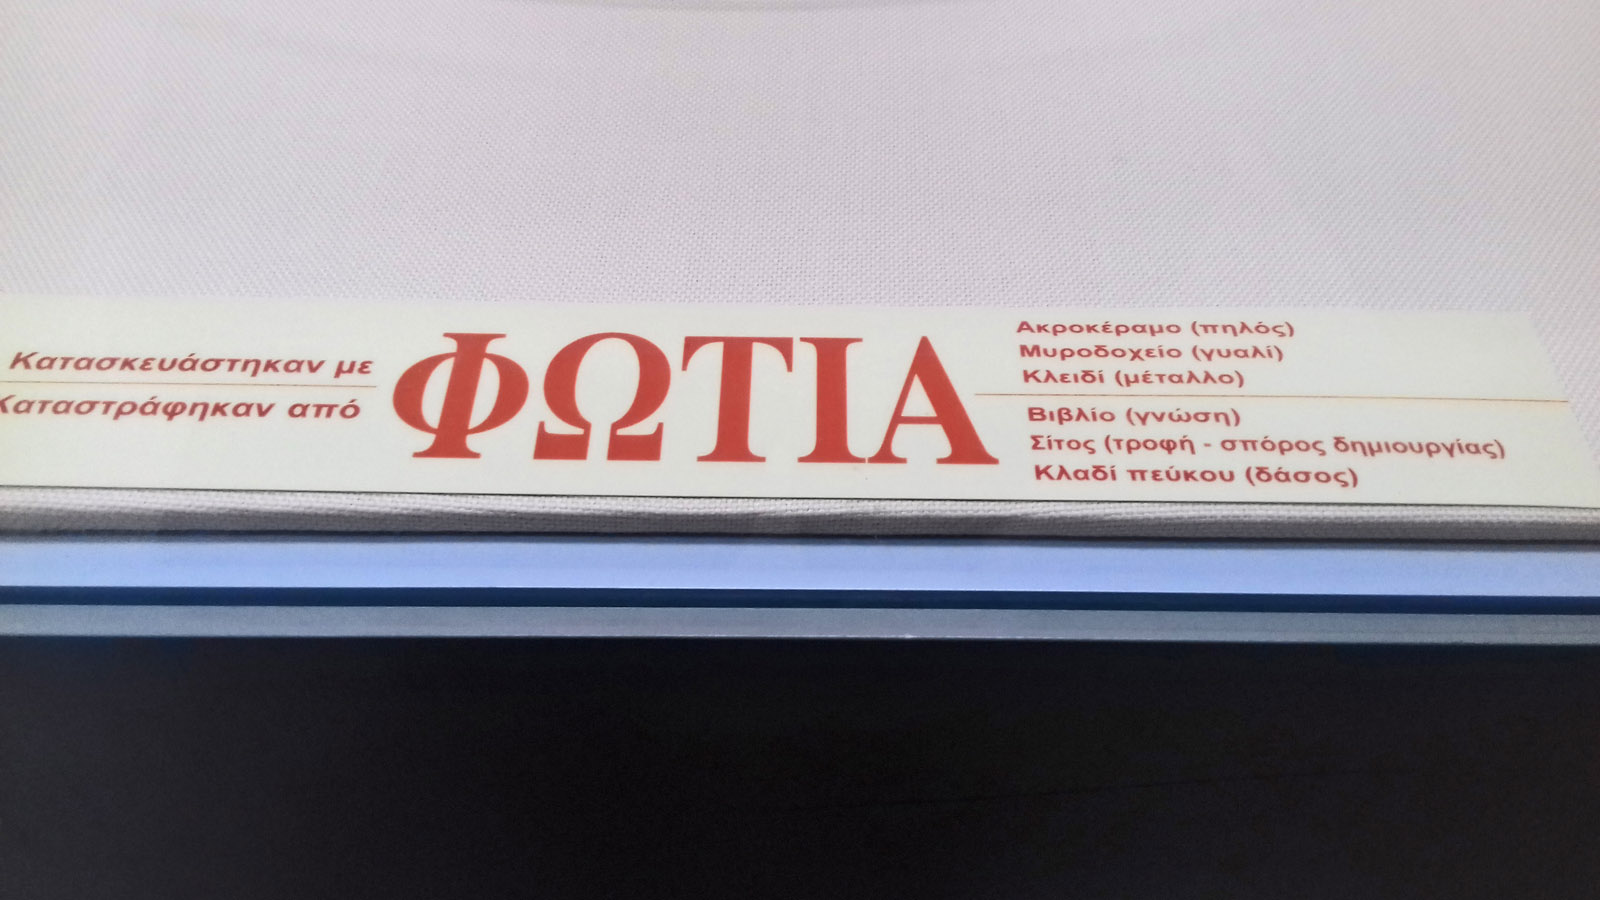 Κατασκευάστηκαν με
Καταστράφηκαν από
ΦΩΤΙΑ
Ακροκέραμο (πηλός)
Μυροδοχείο (γυαλί)
Κλειδί (μέταλλο)
Βιβλίο (γνώση)
Σίτος (τροφή - σπόρος δημιουργίας)
Κλαδί πεύκου (δάσος)